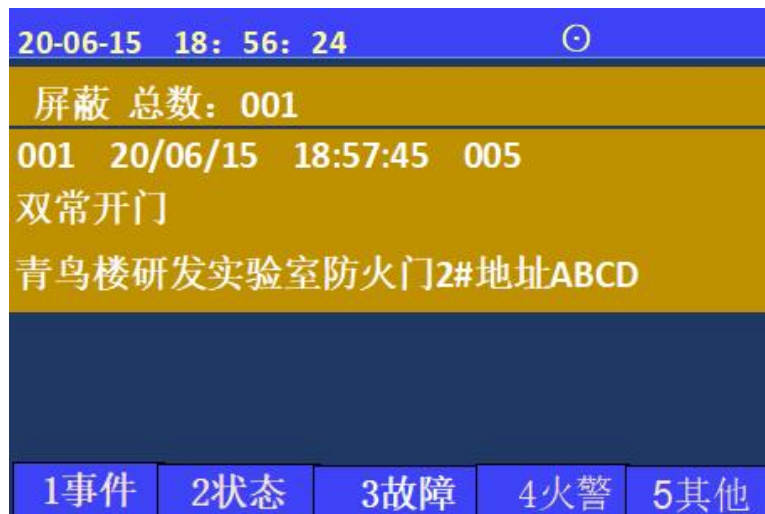 20-06-15 18：56：24
屏蔽 总数：001
001 20/06/15 18:57:45 005
双常开门
青鸟楼研发实验室防火门2#地址ABCD
1事件 2状态 3故障 4火警 5其他